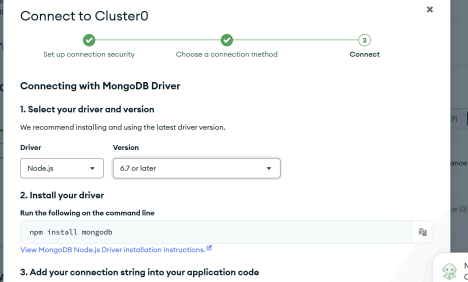 Connect to Cluster0
3
Set up connection security
Choose a connection method
Connect
Connecting with MongoDB Driver
1. Select your driver and version
We recommend installing and using the latest driver version.
Driver
Version
Node.js
6.7 or later
2. Install your driver
Run the following on the command line
npm install mongodb
View MongoDB Node.js Driver installation instructions.
3. Add your connection string into your application code